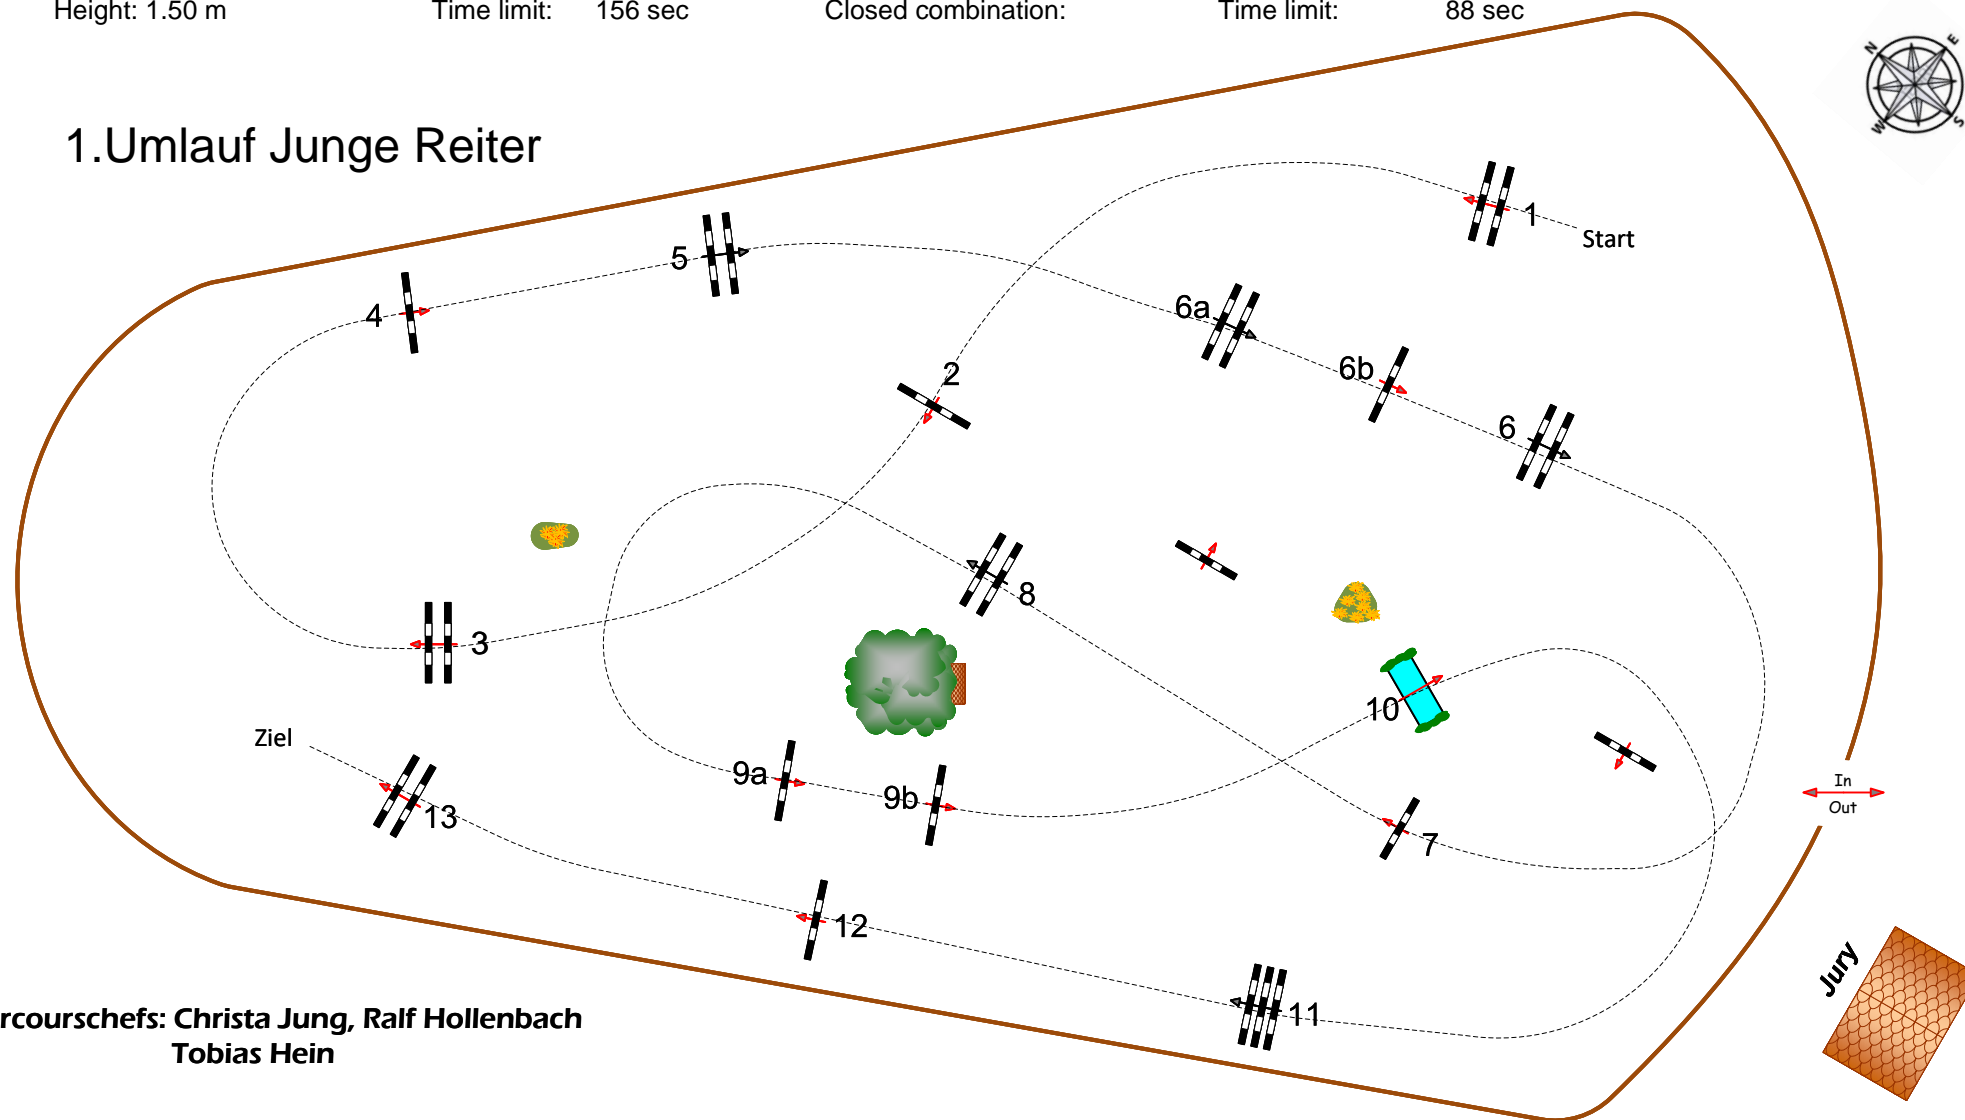 Height: 1.50 m Time limit: 156 sec Closed combination: Time limit: 88 sec
N E
W S
1.Umlauf Junge Reiter
1
Start
5
4
6a
2
6b
6
8
3
10
Ziel
9a
9b
13
7
In
Out
12
11
Jury
rcourschefs: Christa Jung, Ralf Hollenbach
Tobias Hein